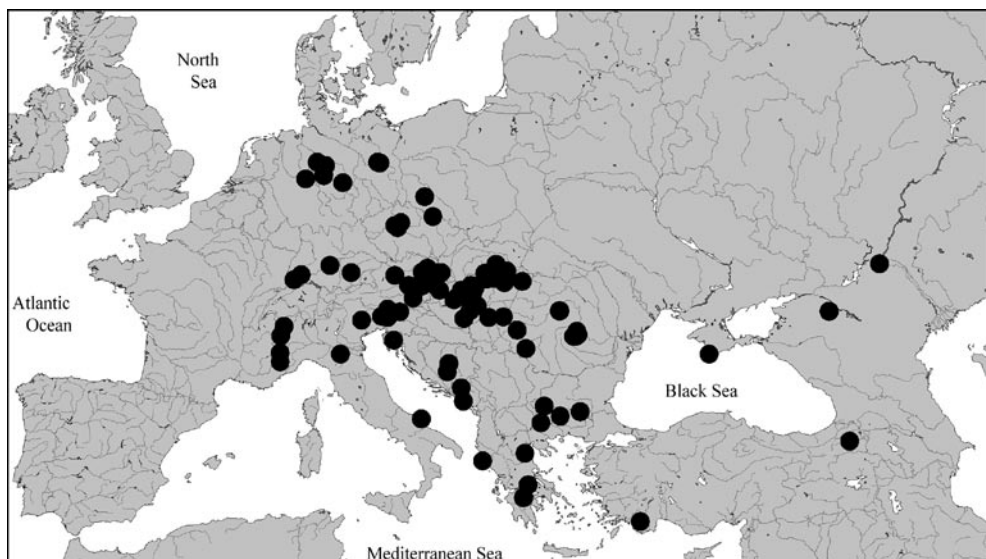 North
Sea
Atlantic
Ocean
Black Sea
Mediterranean Sea